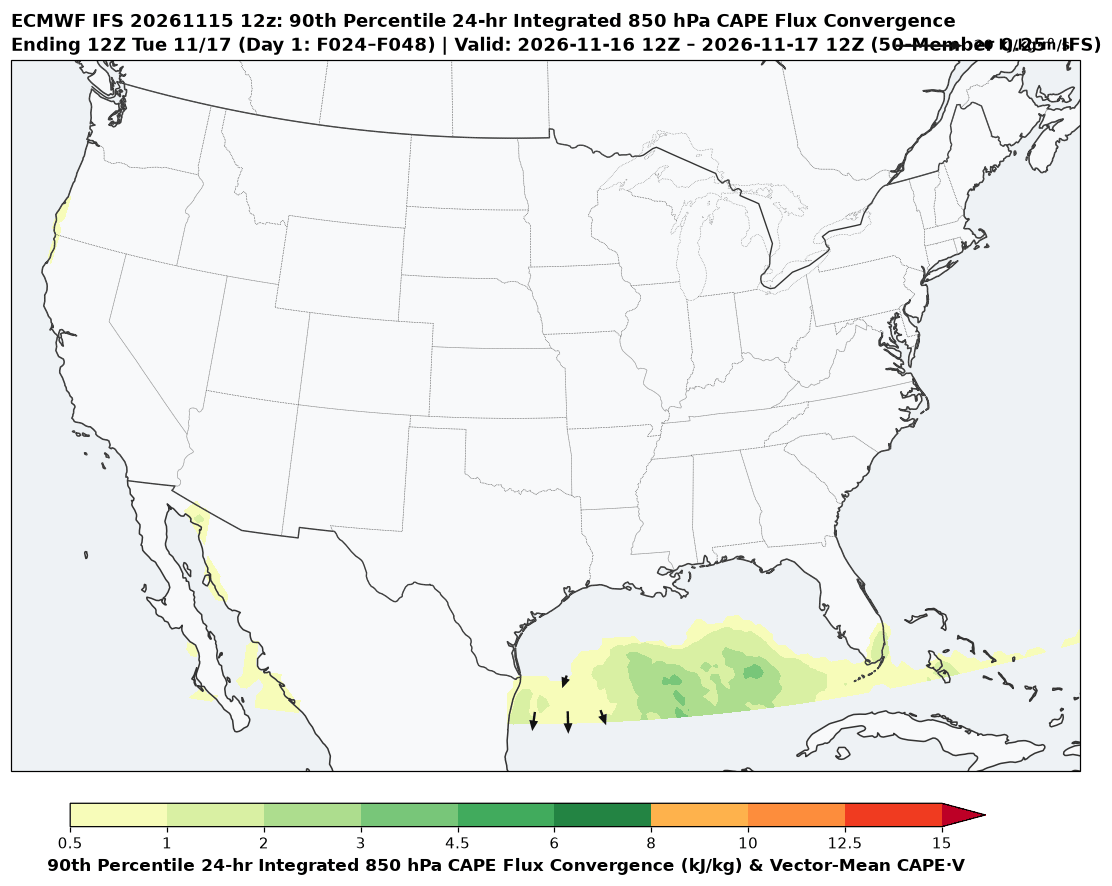 ECMWF IFS 20261115 12z: 90th Percentile 24-hr Integrated 850 hPa CAPE Flux Convergence
Ending 12Z Tue 11/17 (Day 1: F024–F048) | Valid: 2026-11-16 12Z – 2026-11-17 12Z (50-Member 0.25° IFS)
0.5 1 2 3 4.5 6 8 10 12.5 15
90th Percentile 24-hr Integrated 850 hPa CAPE Flux Convergence (kJ/kg) & Vector-Mean CAPE·V